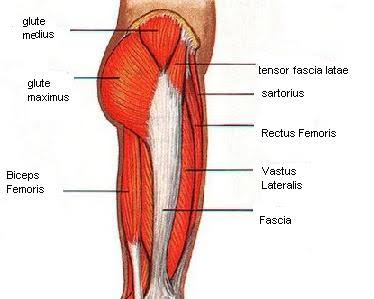 glute
medius
glute
maximus
tensor fascia latae
sartorius
Rectus Femoris
Biceps
Femoris
Vastus
Lateralis
Fascia